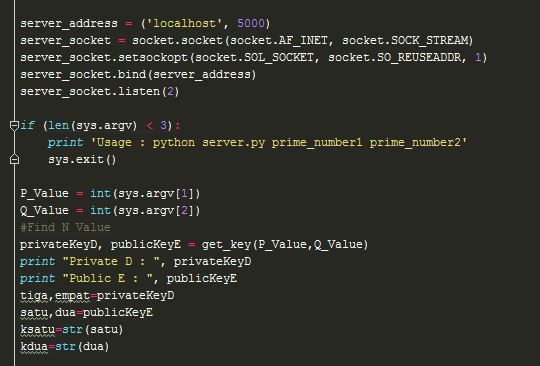 server_address = ('localhost', 5000)
server_socket = socket.socket(socket.AF_INET, socket.SOCK_STREAM)
server_socket.setsockopt(socket.SOL_SOCKET, socket.SO_REUSEADDR, 1)
server_socket.bind(server_address)
server_socket.listen(2)
if (len(sys.argv) < 3):
    print 'Usage : python server.py prime_number1 prime_number2'
    sys.exit()
P_Value = int(sys.argv[1])
Q_Value = int(sys.argv[2])
#Find N Value
privateKeyD, publicKeyE = get_key(P_Value,Q_Value)
print "Private D : ", privateKeyD
print "Public E : ", publicKeyE
tiga,empat=privateKeyD
satu,dua=publicKeyE
ksatu=str(satu)
kdua=str(dua)